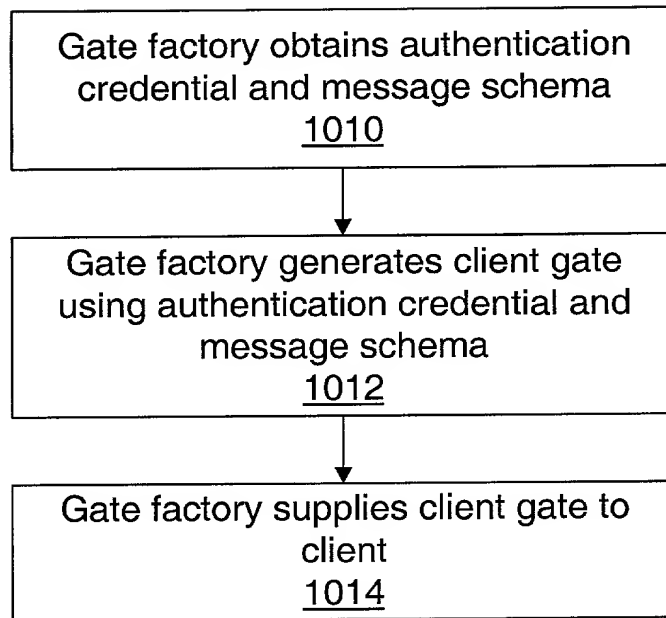 Gate factory obtains authentication
credential and message schema
1010
Gate factory generates client gate
using authentication credential and
message schema
1012
Gate factory supplies client gate to
client
1014